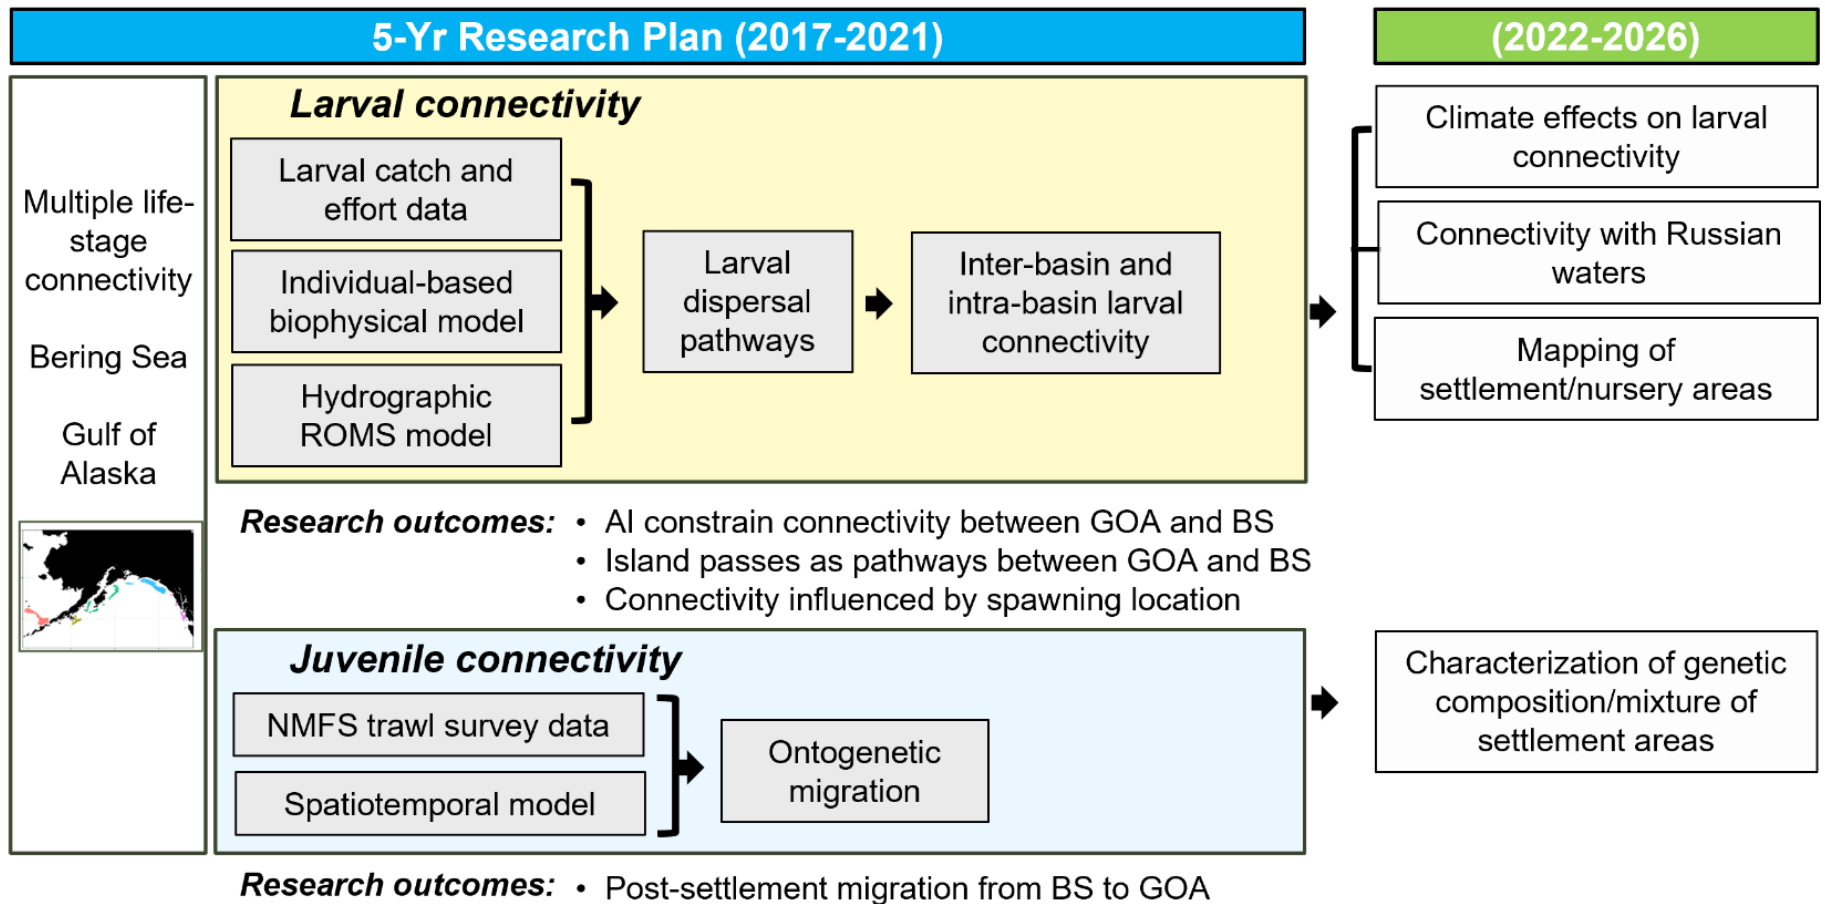 5-Yr Research Plan (2017-2021)
(2022-2026)
Multiple life-
stage
connectivity
Bering Sea
Gulf of
Alaska
Larval connectivity
Larval catch and
effort data
Individual-based
biophysical model
Hydrographic
ROMS model
Larval
dispersal
pathways
Inter-basin and
intra-basin larval
connectivity
Climate effects on larval
connectivity
Connectivity with Russian
waters
Mapping of
settlement/nursery areas
Research outcomes: • AI constrain connectivity between GOA and BS
• Island passes as pathways between GOA and BS
• Connectivity influenced by spawning location
Juvenile connectivity
NMFS trawl survey data
Spatiotemporal model
Ontogenetic
migration
Characterization of genetic
composition/mixture of
settlement areas
Research outcomes: • Post-settlement migration from BS to GOA